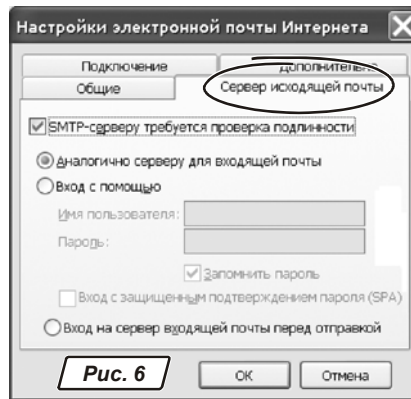 Настройки электронной почты Интернета
Подключение Дополнительно
Общие Сервер исходящей почты
SMTP-серверу требуется проверка подлинности
Аналогично серверу для входящей почты
Вход с помощью
Имя пользователя:
Пароль:
Запомнить пароль
Вход с защищенным подтверждением пароля (SPA)
Вход на сервер входящей почты перед отправкой
Рис. 6 ОК Отмена